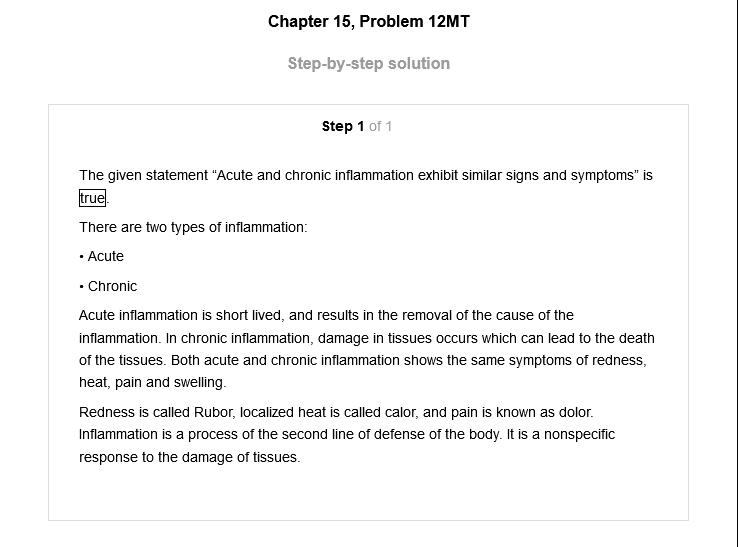 Chapter 15, Problem 12MT
Step-by-step solution
Step 1 of 1
The given statement “Acute and chronic inflammation exhibit similar signs and symptoms” is
true.
There are two types of inflammation:
• Acute
• Chronic
Acute inflammation is short lived, and results in the removal of the cause of the
inflammation. In chronic inflammation, damage in tissues occurs which can lead to the death
of the tissues. Both acute and chronic inflammation shows the same symptoms of redness,
heat, pain and swelling.
Redness is called Rubor, localized heat is called calor, and pain is known as dolor.
Inflammation is a process of the second line of defense of the body. It is a nonspecific
response to the damage of tissues.